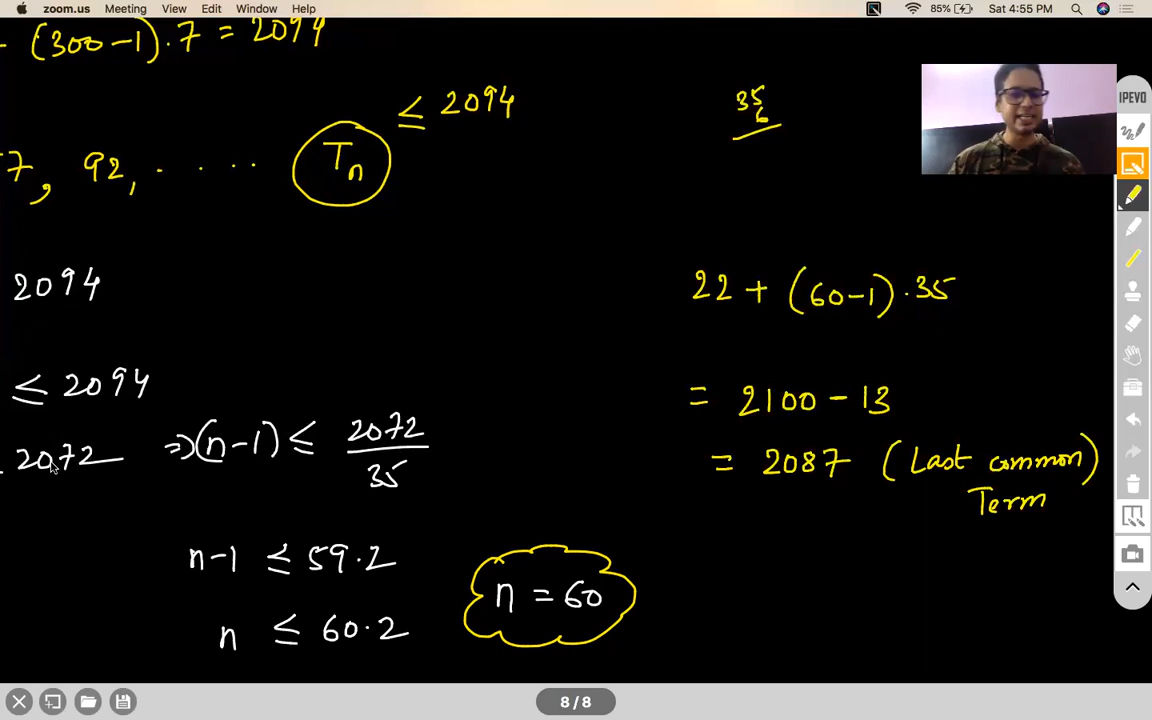 zoom.us Meeting View Edit Window Help 85% Sat 4:55 PM
- (300-1).7 = 2094
≤ 2094
35
6
IPEVO
7, 92, . . . . Tn
2094
22 + (60-1).35
≤ 2094
= 2100 - 13
2072 ⇒ (n-1) ≤ 2072
35
= 2087 (Last common
Term
n-1 ≤ 59.2
n = 60
n ≤ 60.2
8 / 8